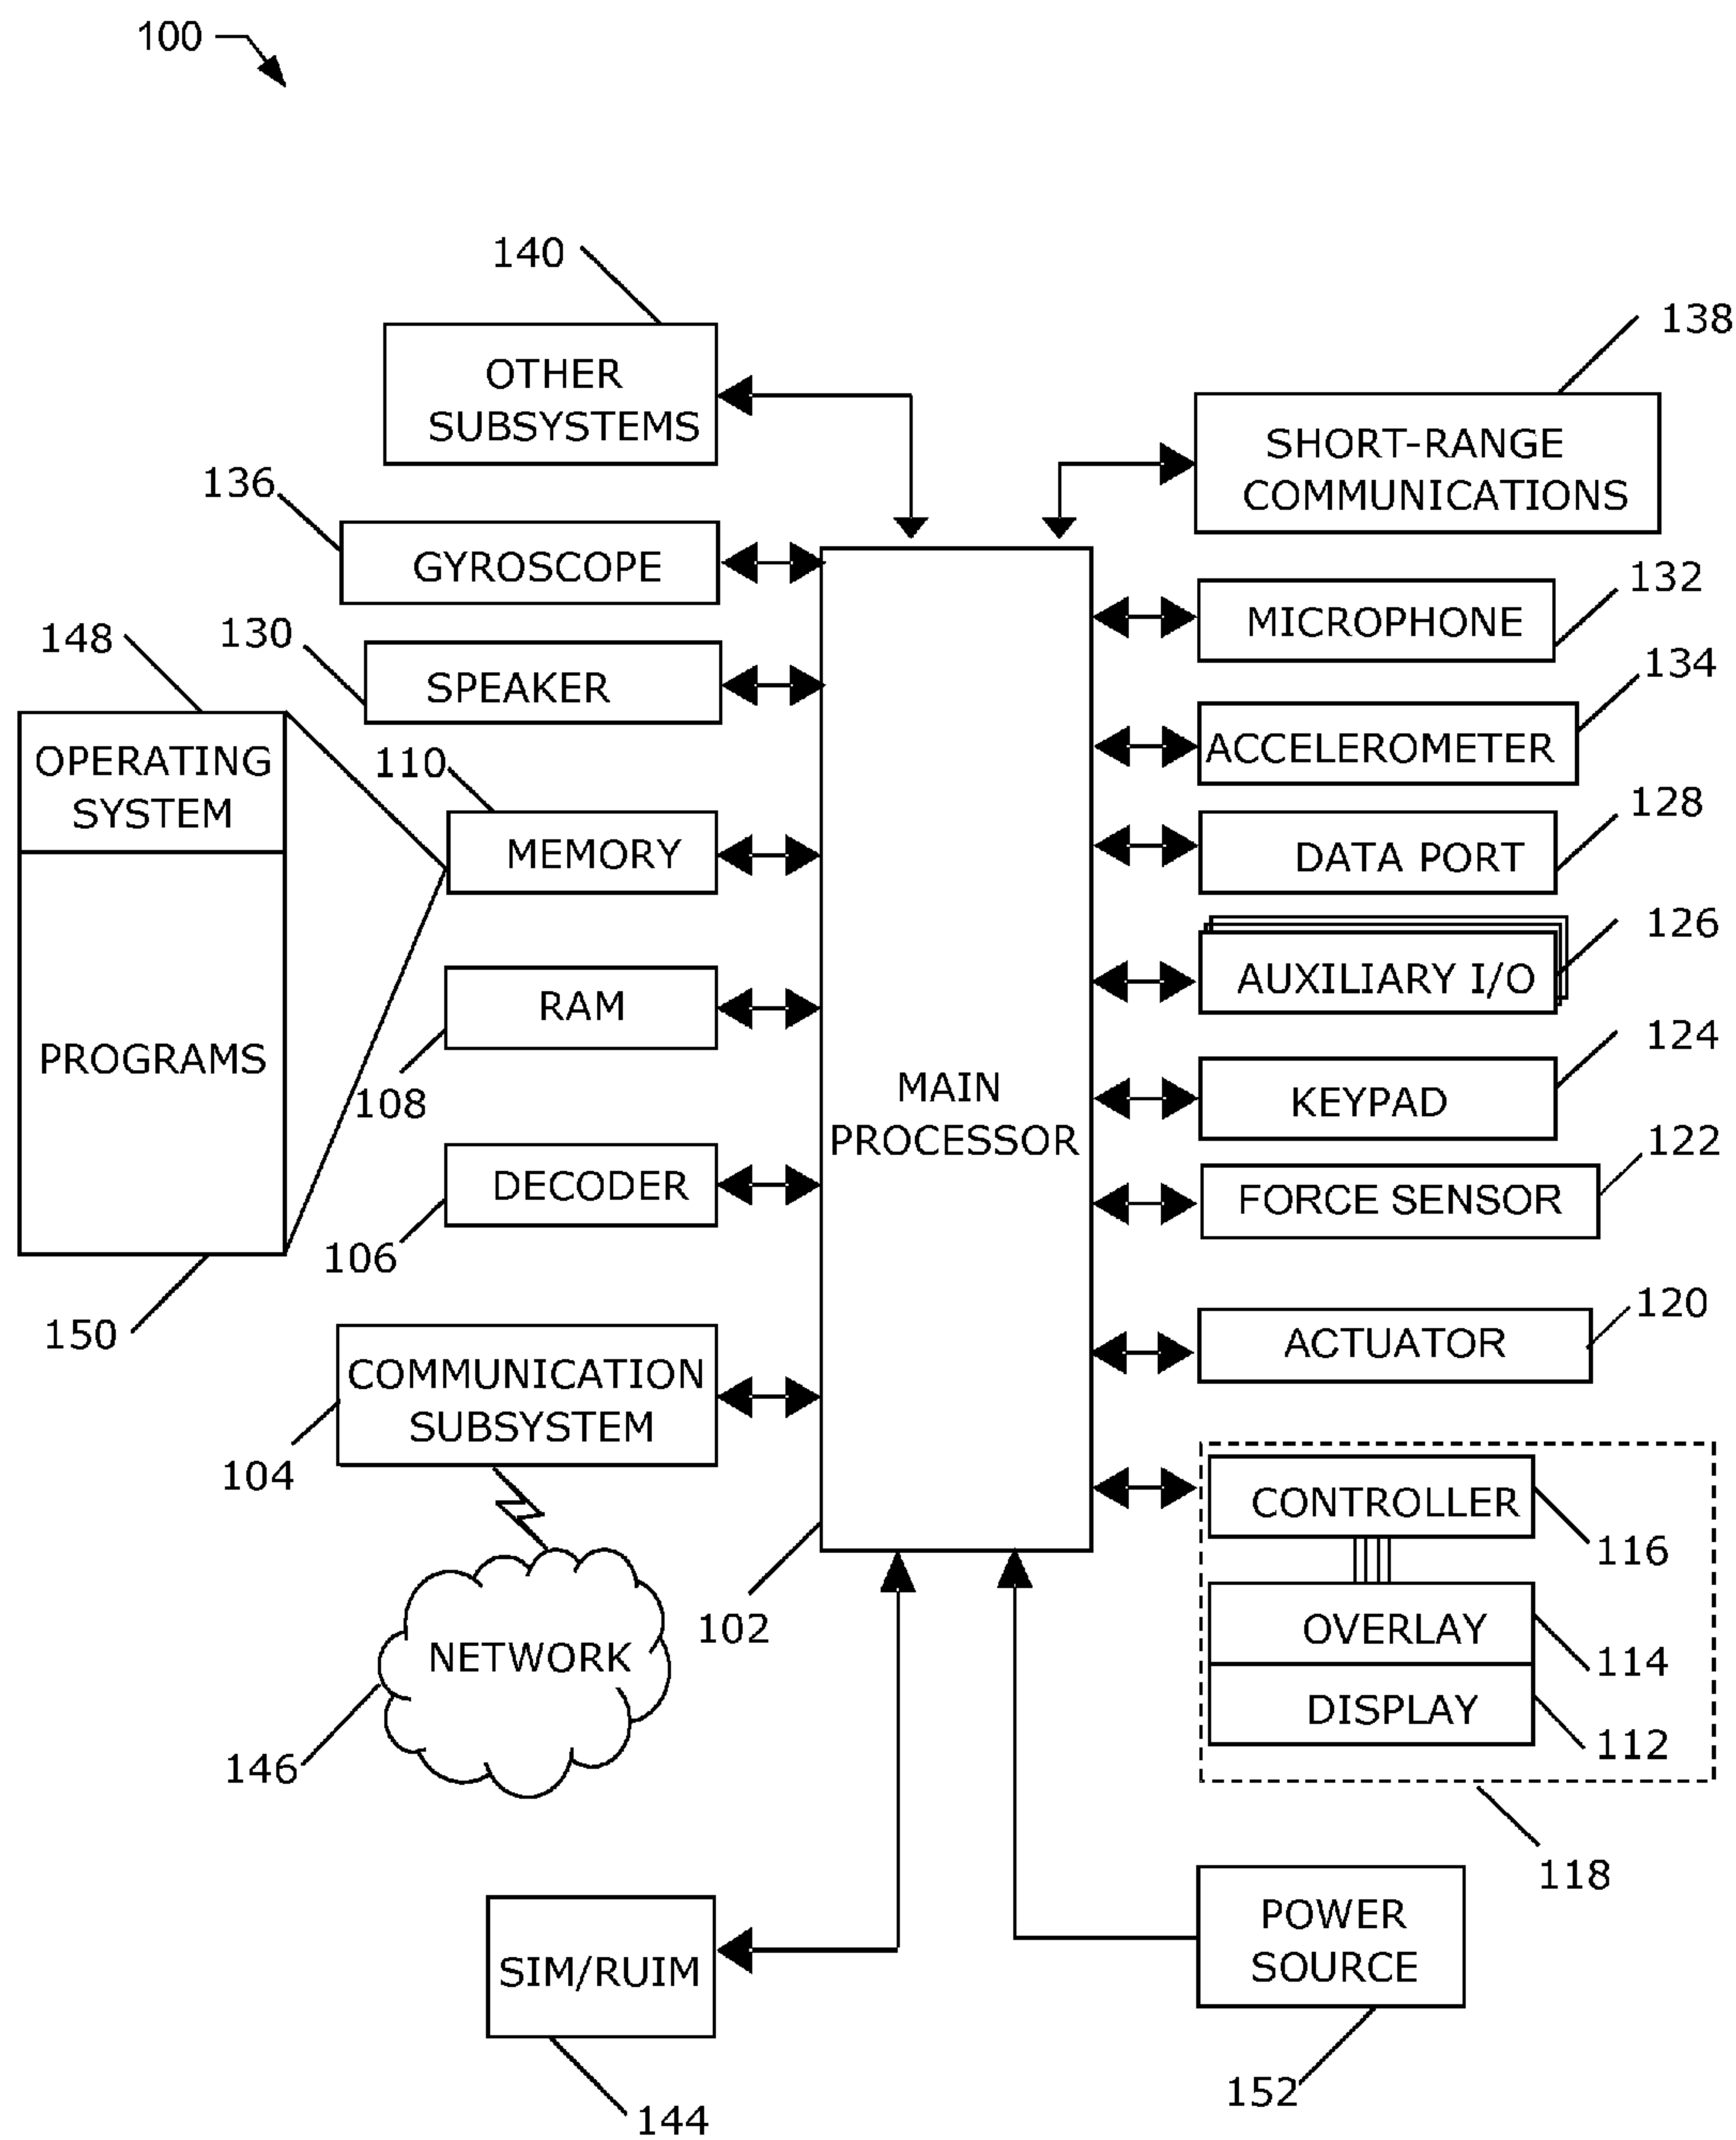 100
140
OTHER
SUBSYSTEMS
138
SHORT-RANGE
COMMUNICATIONS
136
GYROSCOPE
132
MICROPHONE
148
130
SPEAKER
134
ACCELEROMETER
OPERATING
SYSTEM
110
MEMORY
128
DATA PORT
126
AUXILIARY I/O
PROGRAMS
RAM
108
124
KEYPAD
MAIN
PROCESSOR
122
FORCE SENSOR
DECODER
106
150
120
ACTUATOR
COMMUNICATION
SUBSYSTEM
104
CONTROLLER
116
102
NETWORK
146
OVERLAY
114
DISPLAY
112
118
SIM/RUIM
144
POWER
SOURCE
152